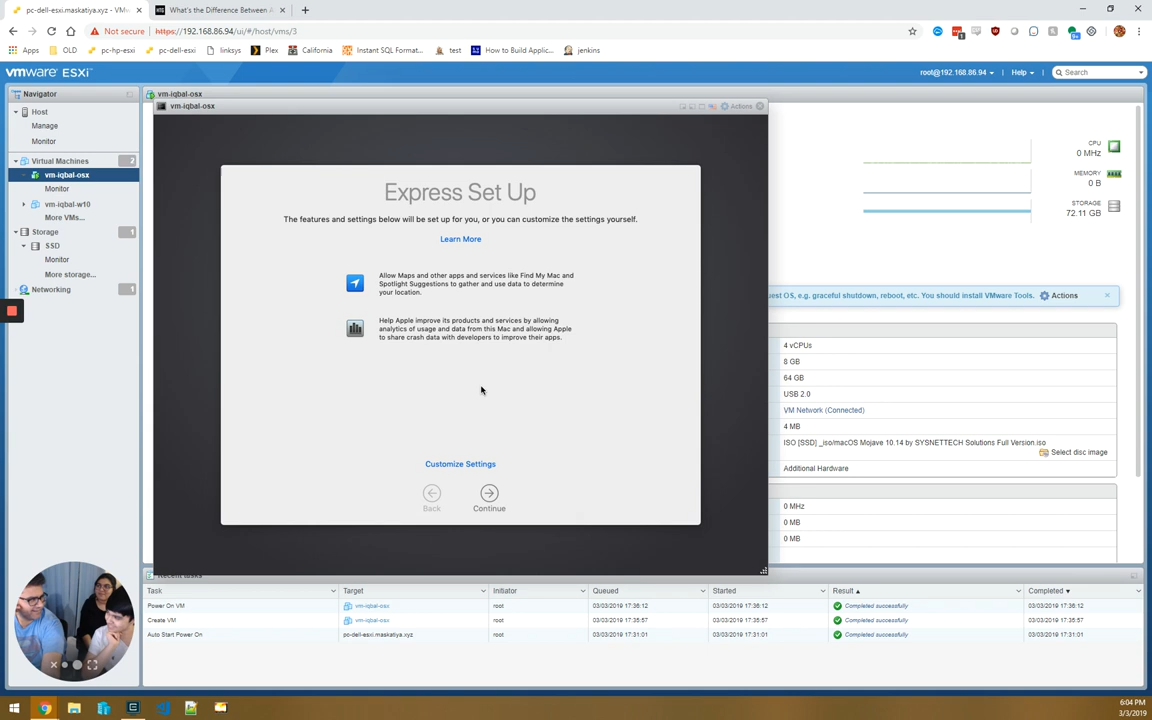 pc-dell-esxi.maskatiya.xyz - VMw
What's the Difference Between A
Not secure
https://192.168.86.94/ui/#/host/vms/3
Apps
OLD
pc-hp-esxi
pc-dell-esxi
linksys
Plex
California
Instant SQL Format...
test
How to Build Applic...
jenkins
vmware ESXi™
root@192.168.86.94
Help
Search
Navigator
vm-iqbal-osx
Host
Manage
Monitor
Virtual Machines
2
vm-iqbal-osx
Monitor
vm-iqbal-w10
More VMs...
Storage
1
SSD
Monitor
More storage...
Networking
1
vm-iqbal-osx
Actions
Express Set Up
The features and settings below will be set up for you, or you can customize the settings yourself.
Learn More
Allow Maps and other apps and services like Find My Mac and
Spotlight Suggestions to gather and use data to determine
your location.
Help Apple improve its products and services by allowing
analytics of usage and data from this Mac and allowing Apple
to share crash data with developers to improve their apps.
Customize Settings
Back
Continue
CPU
0 MHz
MEMORY
0 B
STORAGE
72.11 GB
uest OS, e.g. graceful shutdown, reboot, etc. You should install VMware Tools.
Actions
4 vCPUs
8 GB
64 GB
USB 2.0
VM Network (Connected)
4 MB
ISO [SSD] _iso/macOS Mojave 10.14 by SYSNETTECH Solutions Full Version.iso
Select disc image
Additional Hardware
0 MHz
0 MB
0 MB
Recent tasks
Task
Target
Initiator
Queued
Started
Result
Completed
Power On VM
vm-iqbal-osx
root
03/03/2019 17:36:12
03/03/2019 17:36:12
Completed successfully
03/03/2019 17:36:12
Create VM
vm-iqbal-osx
root
03/03/2019 17:35:57
03/03/2019 17:35:57
Completed successfully
03/03/2019 17:35:57
Auto Start Power On
pc-dell-esxi.maskatiya.xyz
root
03/03/2019 17:31:01
03/03/2019 17:31:01
Completed successfully
03/03/2019 17:31:01
6:04 PM
3/3/2019